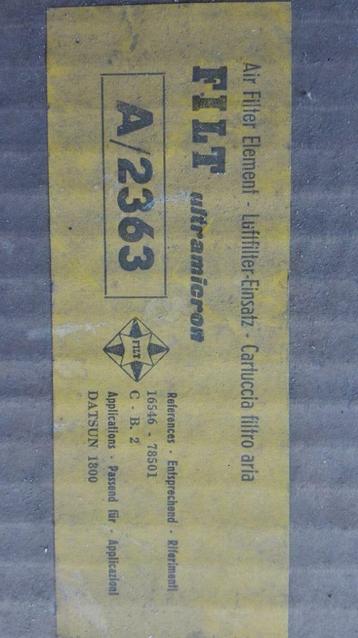 Air Filter Element - Luftfilter-Einsatz - Cartuccia filtro aria
FILT ultramicron
A/2363
FILT
References - Entsprechend - Riferimenti
16546 - 78501
C - B. 2
Applications - Passend für - Applicazioni
DATSUN 1800